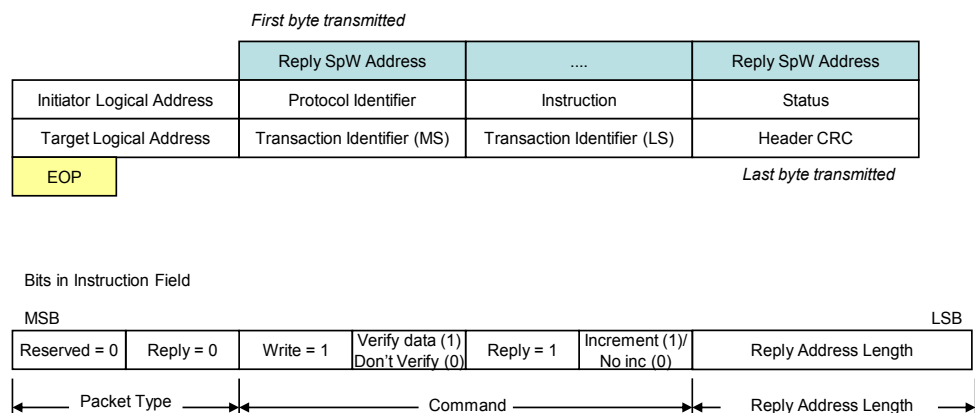 First byte transmitted
Reply SpW Address
....
Reply SpW Address
Initiator Logical Address
Protocol Identifier
Instruction
Status
Target Logical Address
Transaction Identifier (MS)
Transaction Identifier (LS)
Header CRC
EOP
Last byte transmitted
Bits in Instruction Field
MSB
LSB
Reserved = 0
Reply = 0
Write = 1
Verify data (1)
Don't Verify (0)
Reply = 1
Increment (1)/
No inc (0)
Reply Address Length
Packet Type
Command
Reply Address Length